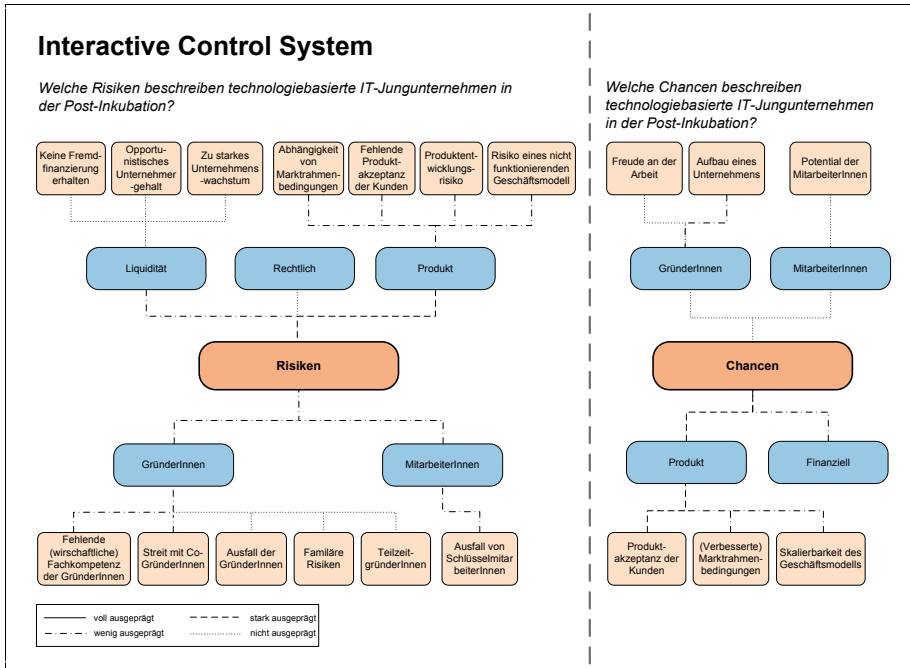 Interactive Control System
Welche Risiken beschreiben technologiebasierte IT-Jungunternehmen in
der Post-Inkubation?
Keine Fremd-
finanzierung
erhalten
Opportu-
nistisches
Unternehmer
-gehalt
Zu starkes
Unternehmens
-wachstum
Abhängigkeit
von
Marktrahmen-
bedingungen
Fehlende
Produkt-
akzeptanz
der Kunden
Produktent-
wicklungs-
risiko
Risiko eines nicht
funktionierenden
Geschäftsmodell
Liquidität
Rechtlich
Produkt
Risiken
GründerInnen
MitarbeiterInnen
Fehlende
(wirschaftliche)
Fachkompetenz
der GründerInnen
Streit mit Co-
GründerInnen
Ausfall der
GründerInnen
Familäre
Risiken
Teilzeit-
gründerInnen
Ausfall von
Schlüsselmitar
beiterInnen
voll ausgeprägt
stark ausgeprägt
wenig ausgeprägt
nicht ausgeprägt
Welche Chancen beschreiben
technologiebasierte IT-Jungunternehmen
in der Post-Inkubation?
Freude an der
Arbeit
Aufbau eines
Unternehmens
Potential der
MitarbeiterInnen
GründerInnen
MitarbeiterInnen
Chancen
Produkt
Finanziell
Produkt-
akzeptanz der
Kunden
(Verbesserte)
Marktrahmen-
bedingungen
Skalierbarkeit des
Geschäftsmodells